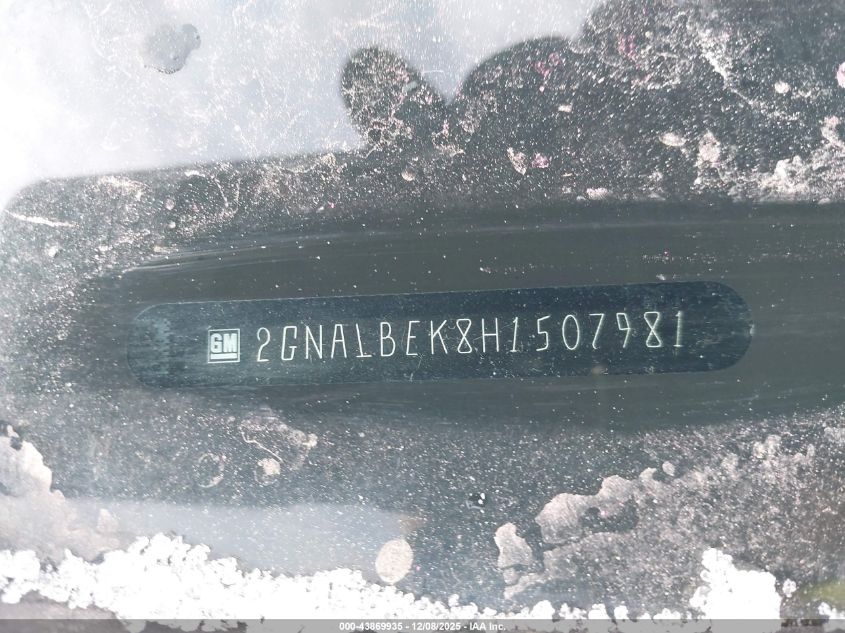 GM 2GNALBEK8H1507981
000-43869935 - 12/08/2025 - IAA Inc.